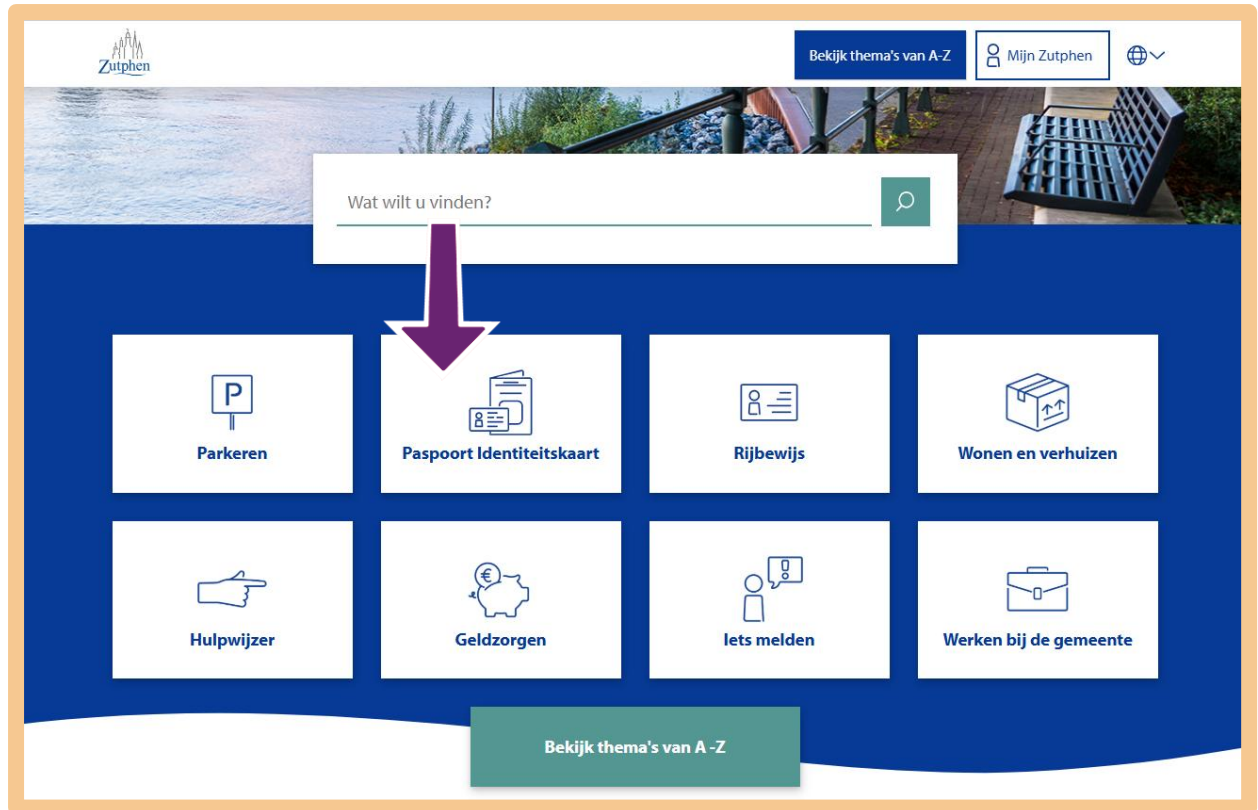 Zutphen
Bekijk thema's van A-Z
Mijn Zutphen
Wat wilt u vinden?
P
Parkeren
Paspoort Identiteitskaart
Rijbewijs
Wonen en verhuizen
€
Hulpwijzer
Geldzorgen
Iets melden
Werken bij de gemeente
Bekijk thema's van A -Z